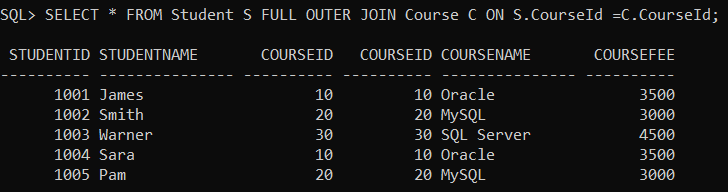 SQL> SELECT * FROM Student S FULL OUTER JOIN Course C ON S.CourseId =C.CourseId;
STUDENTID STUDENTNAME COURSEID COURSEID COURSENAME COURSEFEE
---------- --------------- ---------- ---------- --------------- ----------
1001 James 10 10 Oracle 3500
1002 Smith 20 20 MySQL 3000
1003 Warner 30 30 SQL Server 4500
1004 Sara 10 10 Oracle 3500
1005 Pam 20 20 MySQL 3000